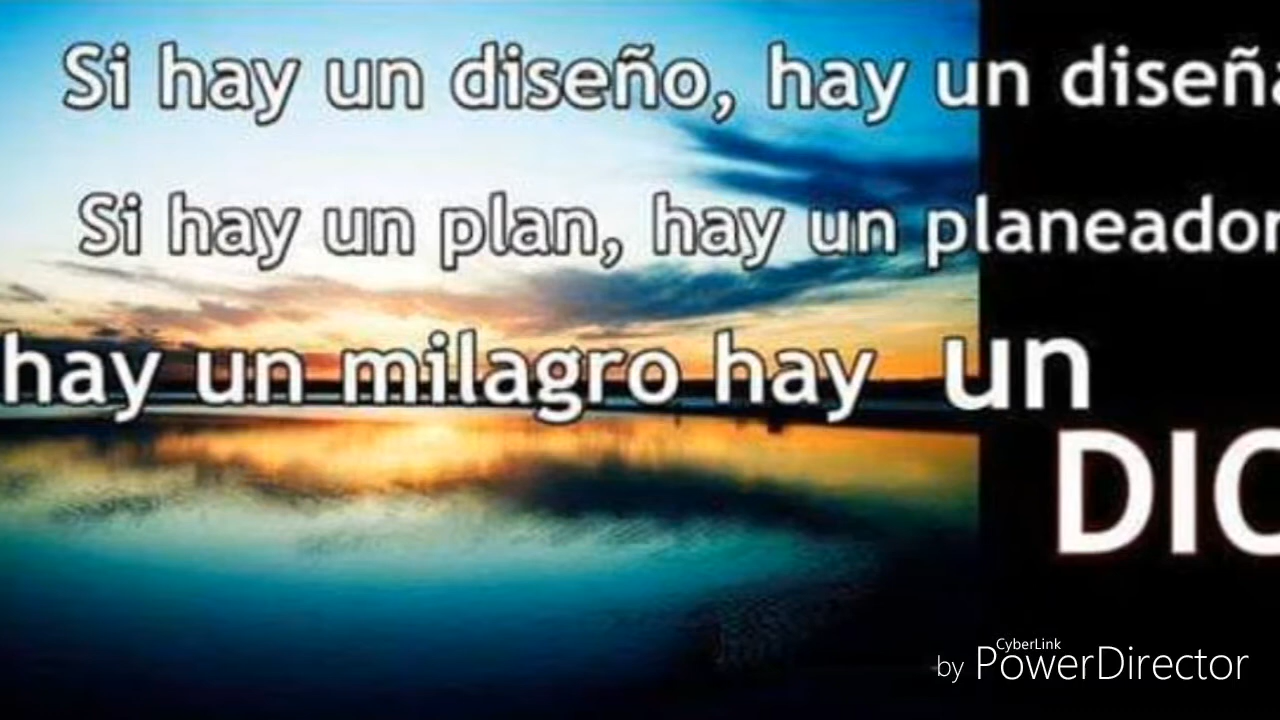 Si hay un diseño, hay un diseña
Si hay un plan, hay un planeador
hay un milagro hay un
DIO
CyberLink
by PowerDirector